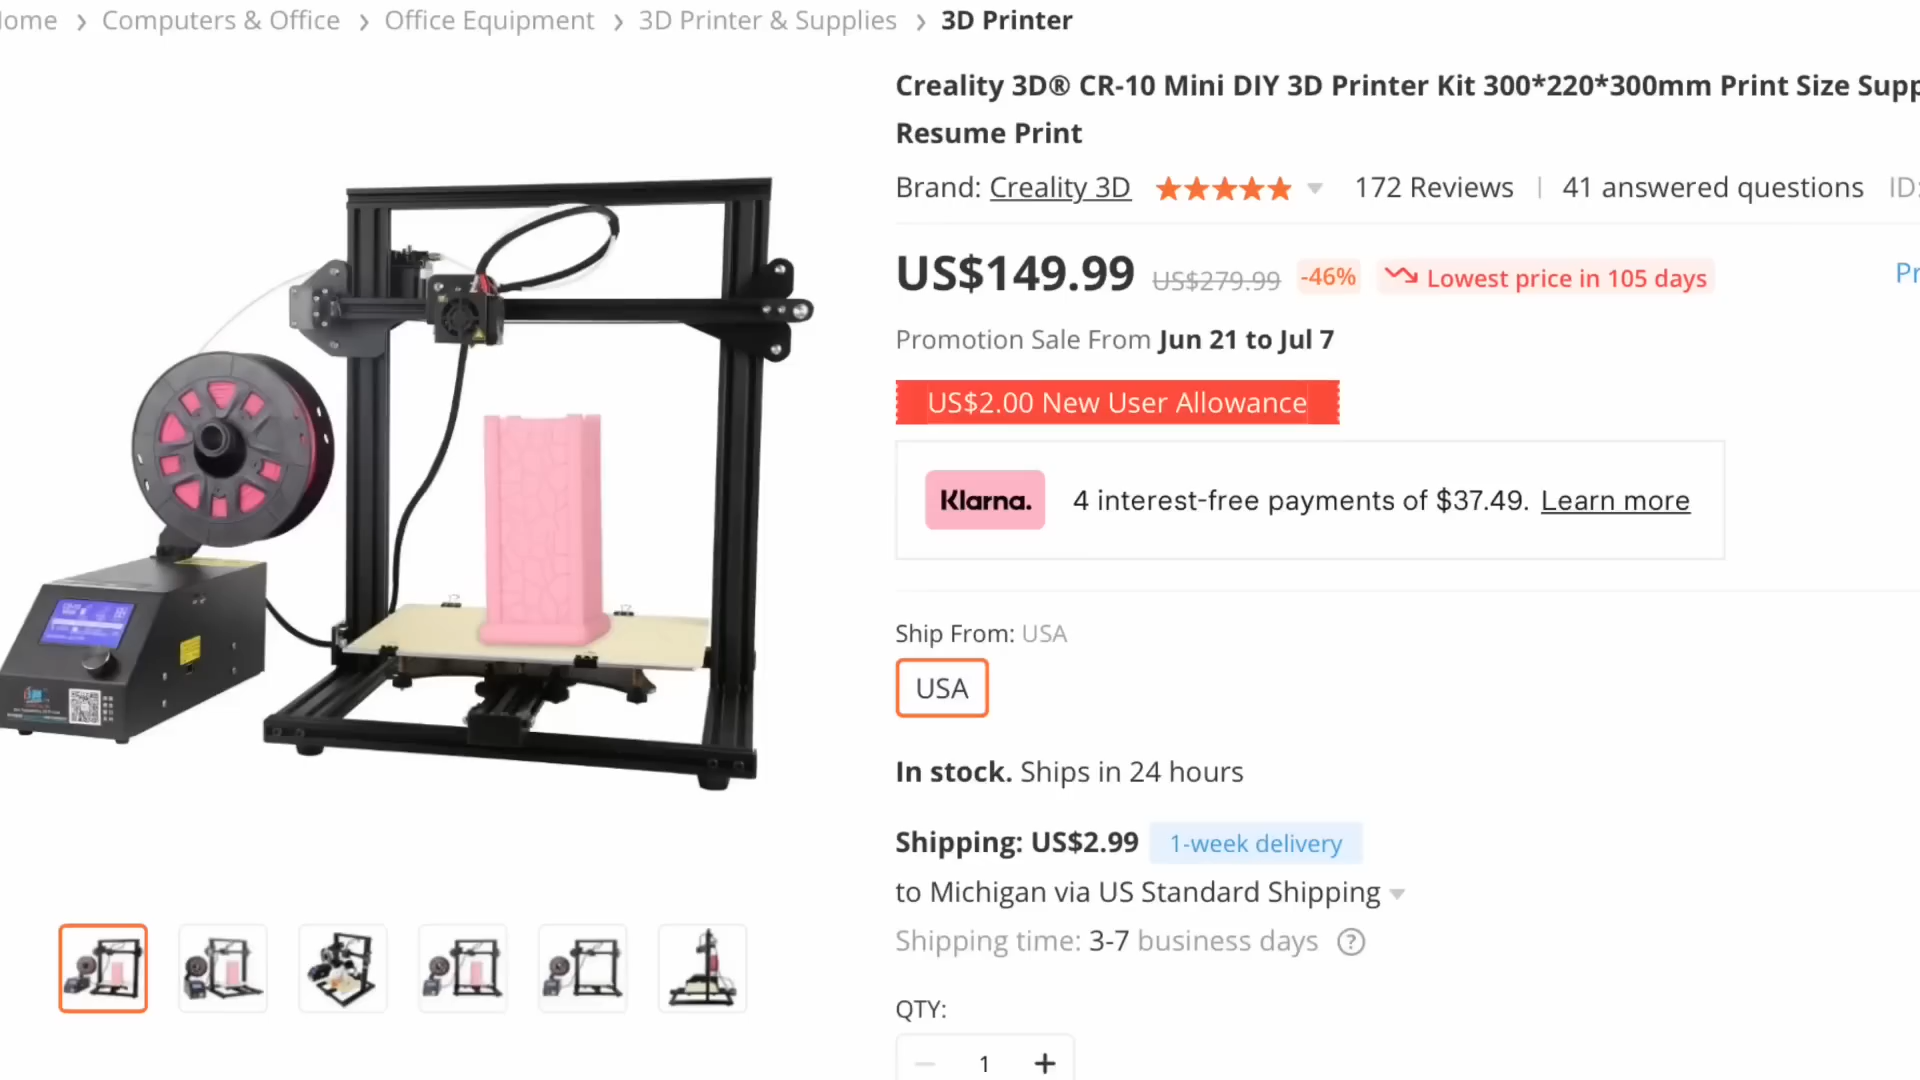 ome > Computers & Office > Office Equipment > 3D Printer & Supplies > 3D Printer
Creality 3D® CR-10 Mini DIY 3D Printer Kit 300*220*300mm Print Size Supp
Resume Print
Brand: Creality 3D 172 Reviews | 41 answered questions ID:
US$149.99 US$279.99 -46% Lowest price in 105 days Pr
Promotion Sale From Jun 21 to Jul 7
US$2.00 New User Allowance
Klarna. 4 interest-free payments of $37.49. Learn more
Ship From: USA
USA
In stock. Ships in 24 hours
Shipping: US$2.99 1-week delivery
to Michigan via US Standard Shipping
Shipping time: 3-7 business days ?
QTY:
− 1 +